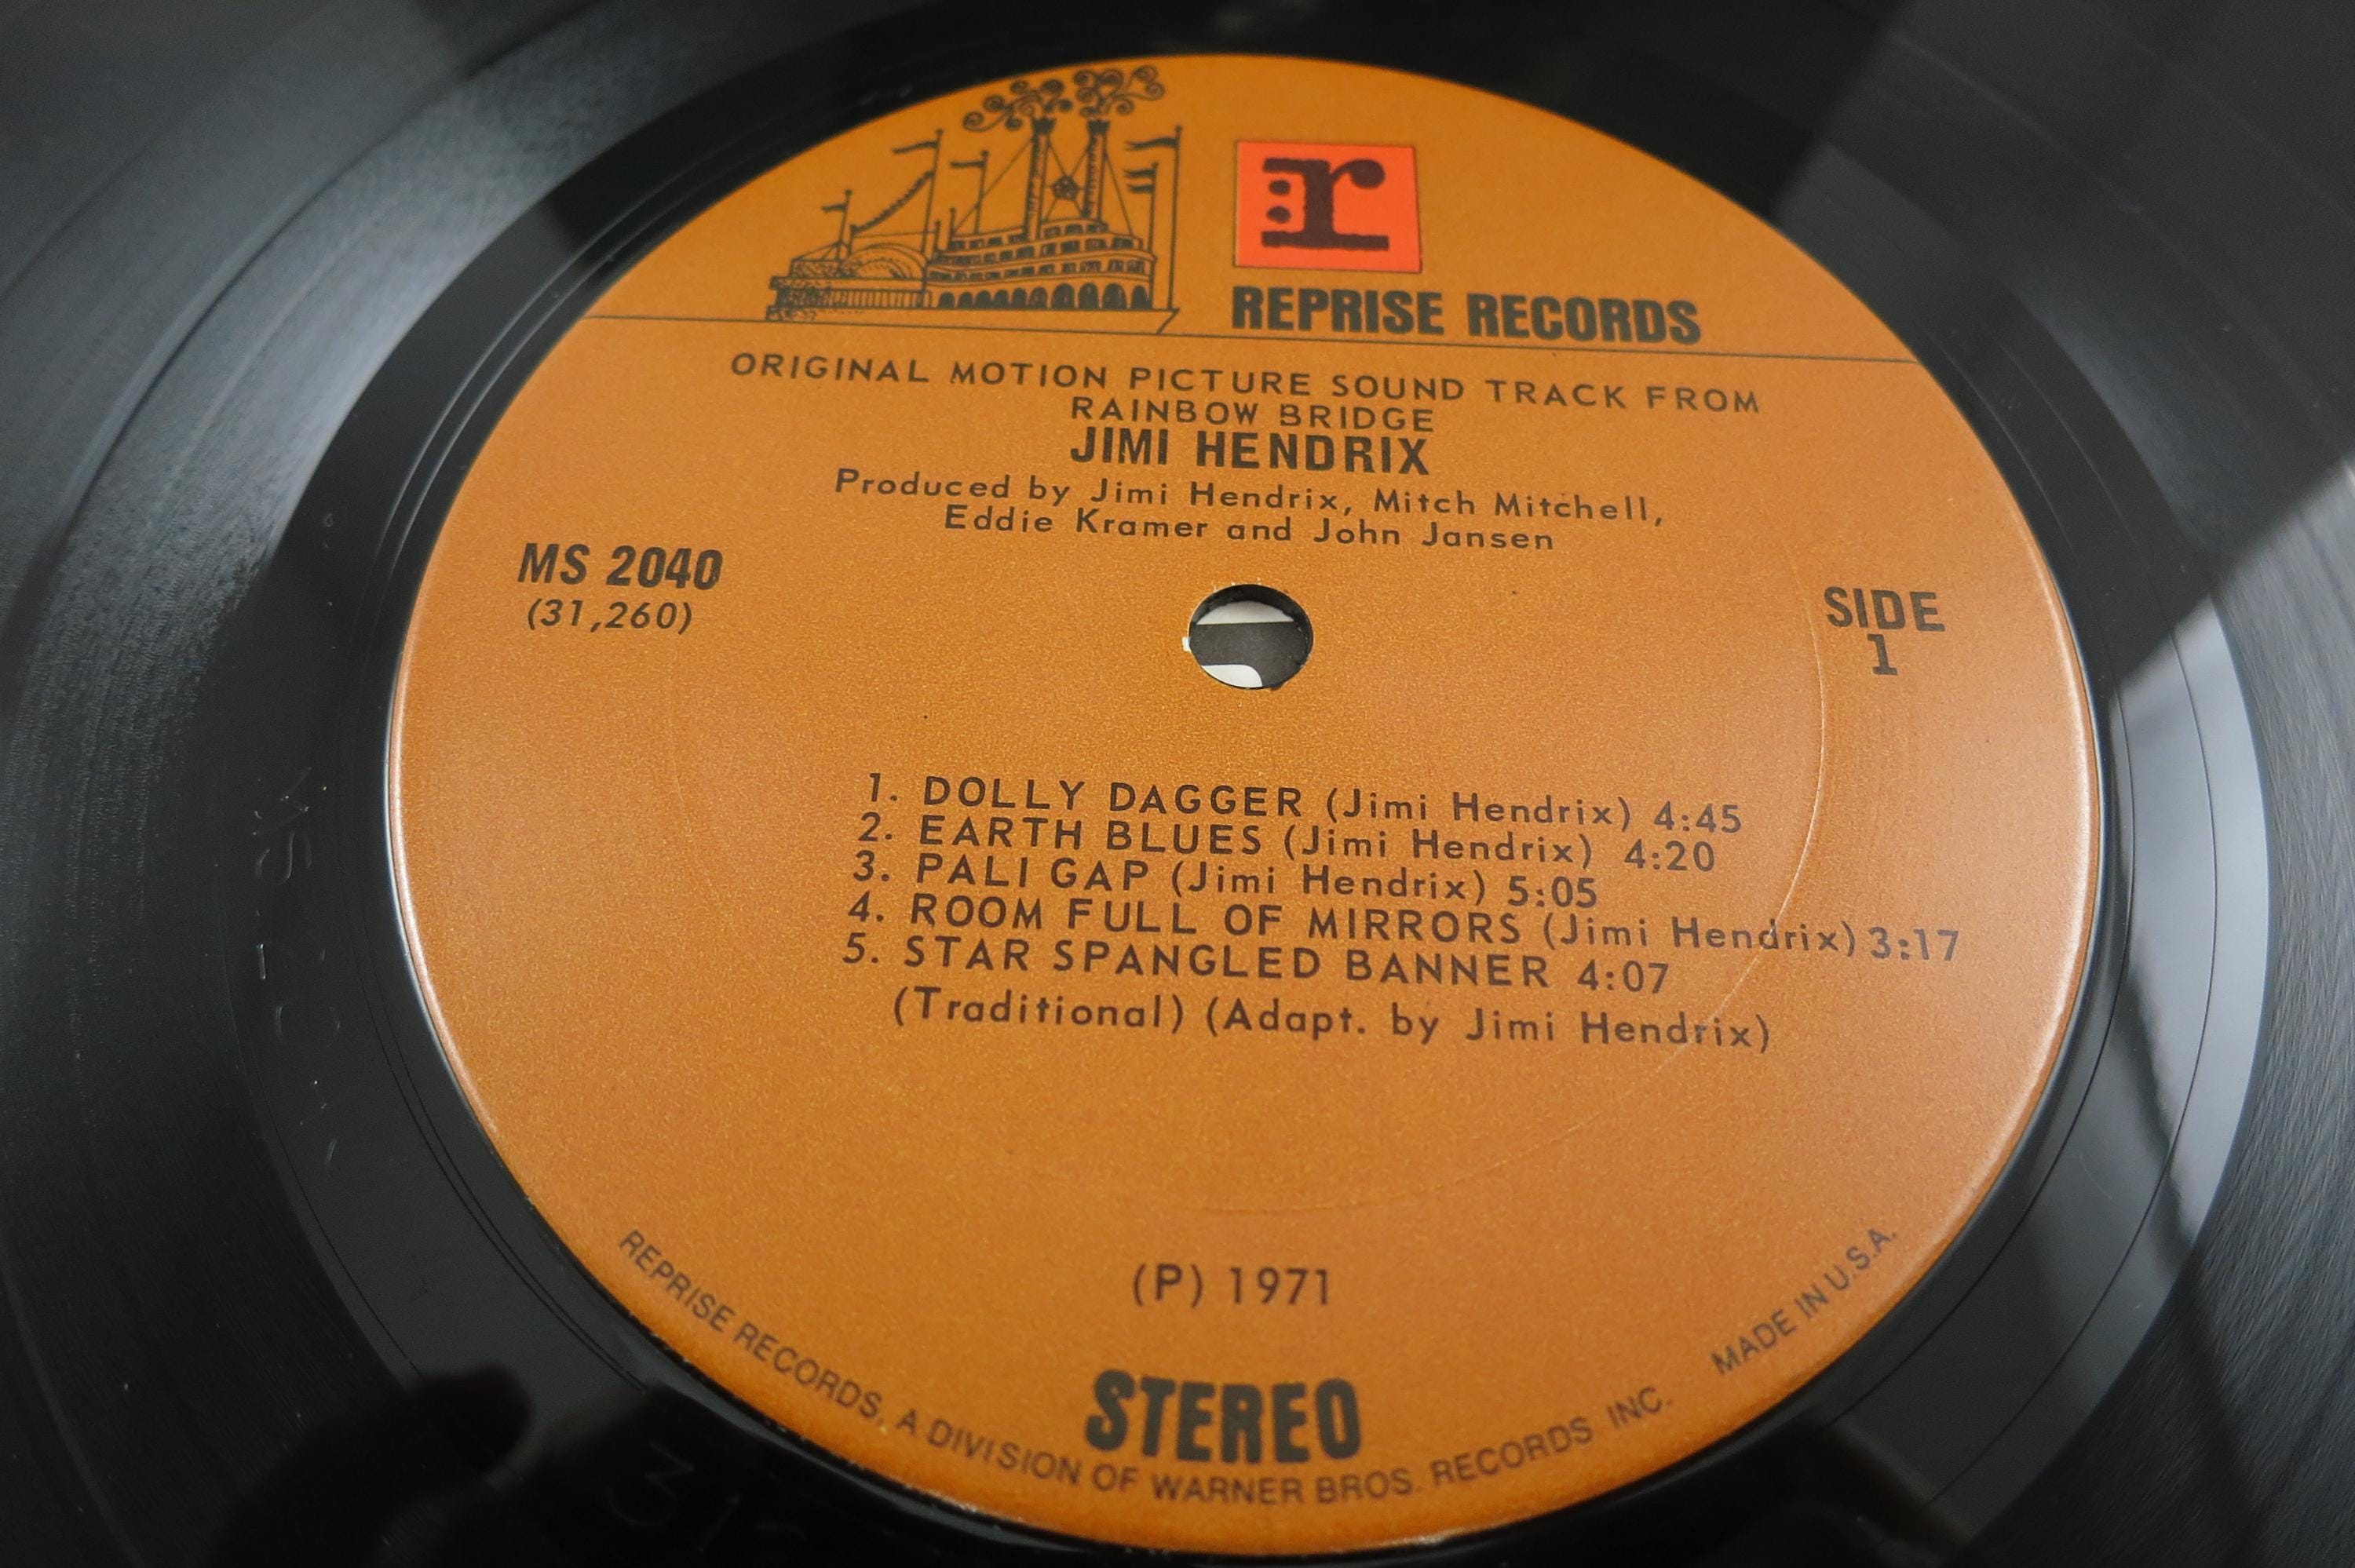 r
REPRISE RECORDS
ORIGINAL MOTION PICTURE SOUND TRACK FROM
RAINBOW BRIDGE
JIMI HENDRIX
Produced by Jimi Hendrix, Mitch Mitchell,
Eddie Kramer and John Jansen
MS 2040
(31,260)
SIDE
1
1. DOLLY DAGGER (Jimi Hendrix) 4:45
2. EARTH BLUES (Jimi Hendrix) 4:20
3. PALI GAP (Jimi Hendrix) 5:05
4. ROOM FULL OF MIRRORS (Jimi Hendrix) 3:17
5. STAR SPANGLED BANNER 4:07
(Traditional) (Adapt. by Jimi Hendrix)
(P) 1971
STEREO
REPRISE RECORDS, A DIVISION OF WARNER BROS. RECORDS INC. MADE IN U.S.A.